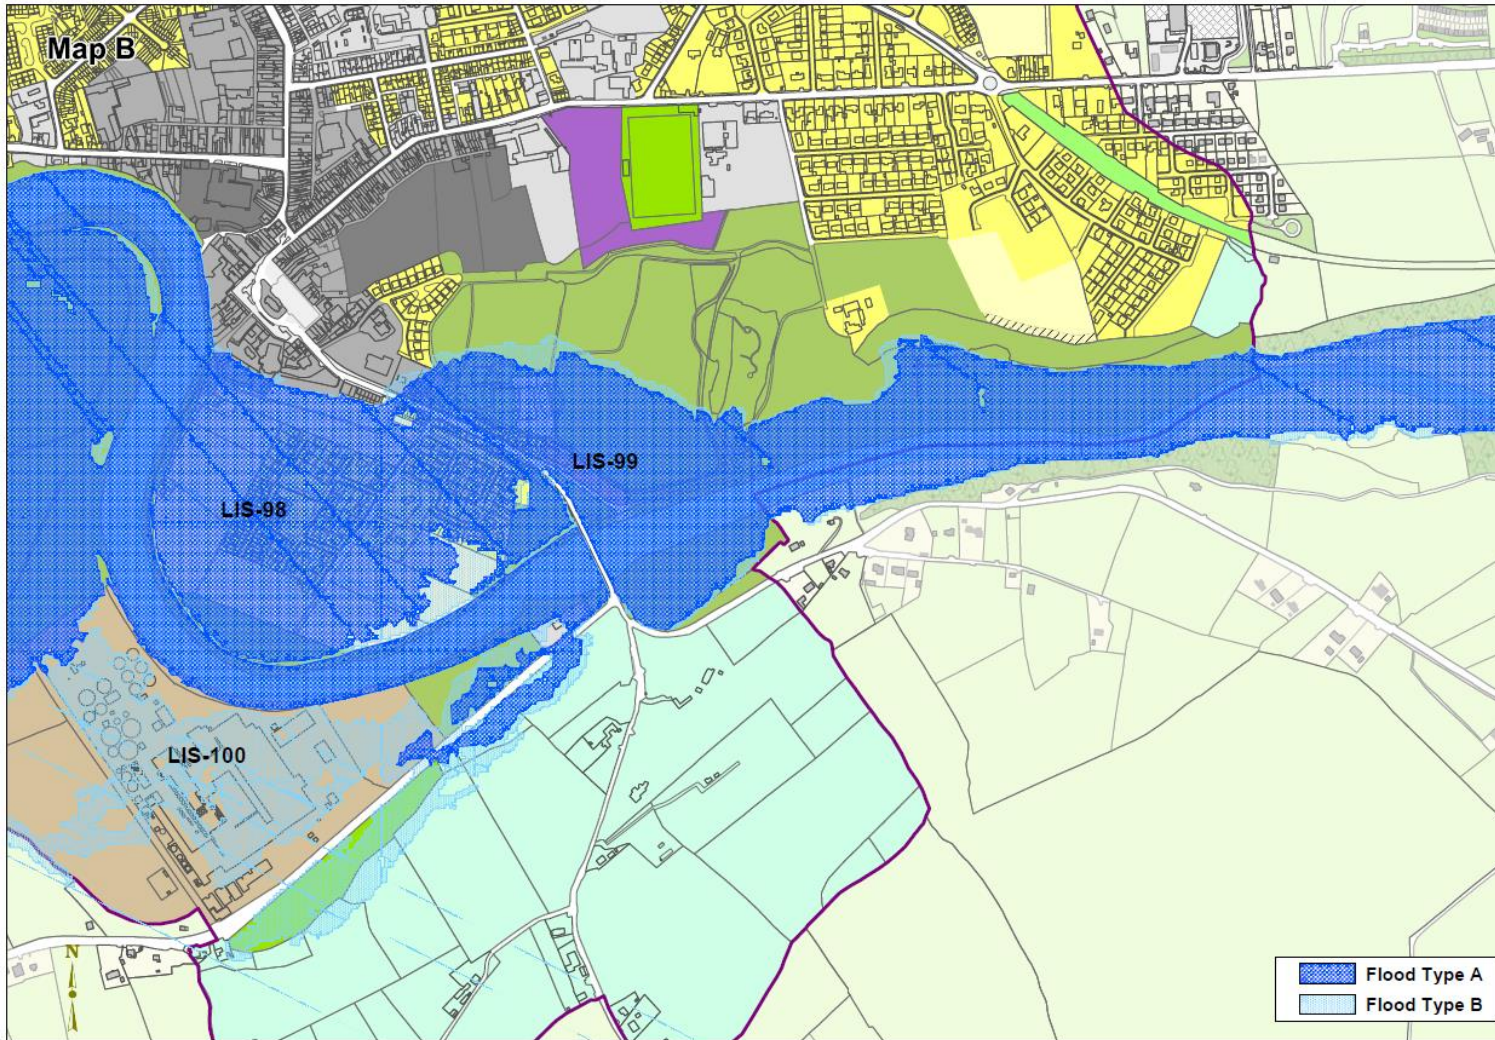 Map B
LIS-99
LIS-98
LIS-100
N
Flood Type A
Flood Type B